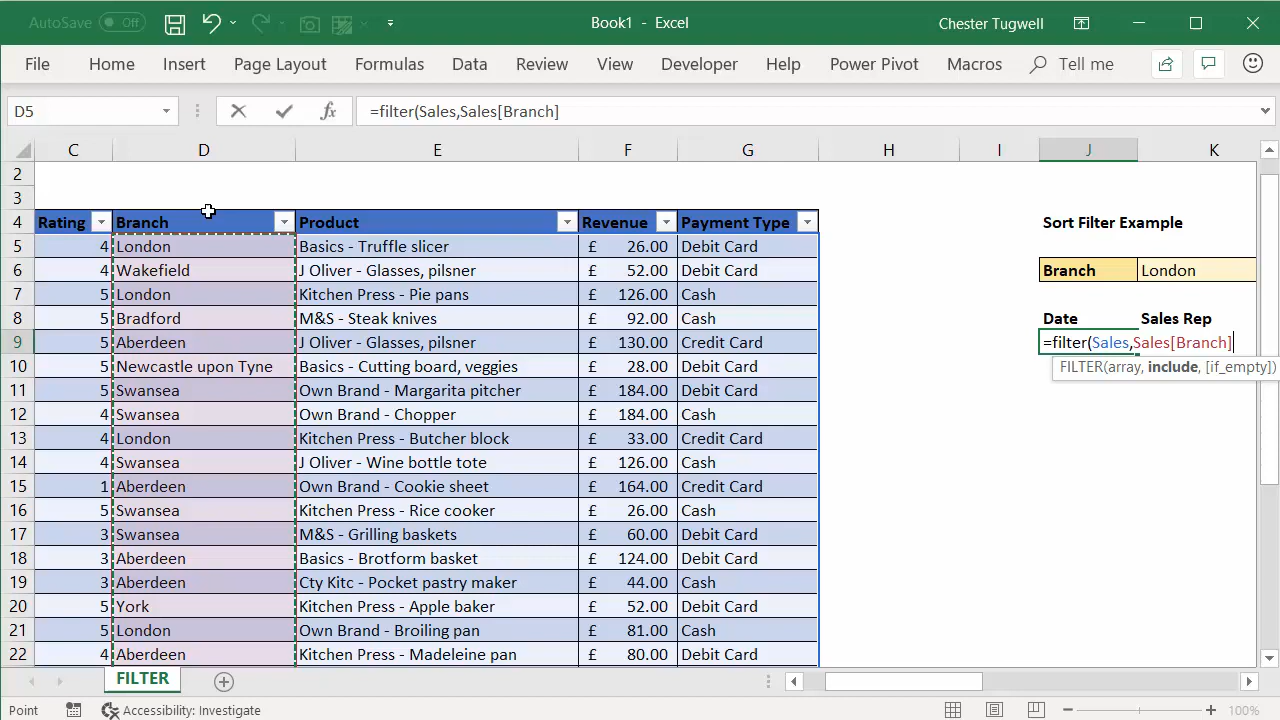 AutoSave Off Book1 - Excel Chester Tugwell
File Home Insert Page Layout Formulas Data Review View Developer Help Power Pivot Macros Tell me
D5 fx =filter(Sales,Sales[Branch]
C D E F G H I J K
2
3
4 Rating Branch Product Revenue Payment Type Sort Filter Example
5 4 London Basics - Truffle slicer £ 26.00 Debit Card
6 4 Wakefield J Oliver - Glasses, pilsner £ 52.00 Debit Card Branch London
7 5 London Kitchen Press - Pie pans £ 126.00 Cash
8 5 Bradford M&S - Steak knives £ 92.00 Cash Date Sales Rep
9 5 Aberdeen J Oliver - Glasses, pilsner £ 130.00 Credit Card =filter(Sales,Sales[Branch]
10 5 Newcastle upon Tyne Basics - Cutting board, veggies £ 28.00 Debit Card FILTER(array, include, [if_empty])
11 5 Swansea Own Brand - Margarita pitcher £ 184.00 Debit Card
12 4 Swansea Own Brand - Chopper £ 184.00 Cash
13 4 London Kitchen Press - Butcher block £ 33.00 Credit Card
14 4 Swansea J Oliver - Wine bottle tote £ 126.00 Cash
15 1 Aberdeen Own Brand - Cookie sheet £ 164.00 Credit Card
16 5 Swansea Kitchen Press - Rice cooker £ 26.00 Cash
17 3 Swansea M&S - Grilling baskets £ 60.00 Debit Card
18 3 Aberdeen Basics - Brotform basket £ 124.00 Debit Card
19 3 Aberdeen Cty Kitc - Pocket pastry maker £ 44.00 Cash
20 5 York Kitchen Press - Apple baker £ 52.00 Debit Card
21 5 London Own Brand - Broiling pan £ 81.00 Cash
22 4 Aberdeen Kitchen Press - Madeleine pan £ 80.00 Debit Card
FILTER
Point Accessibility: Investigate 100%